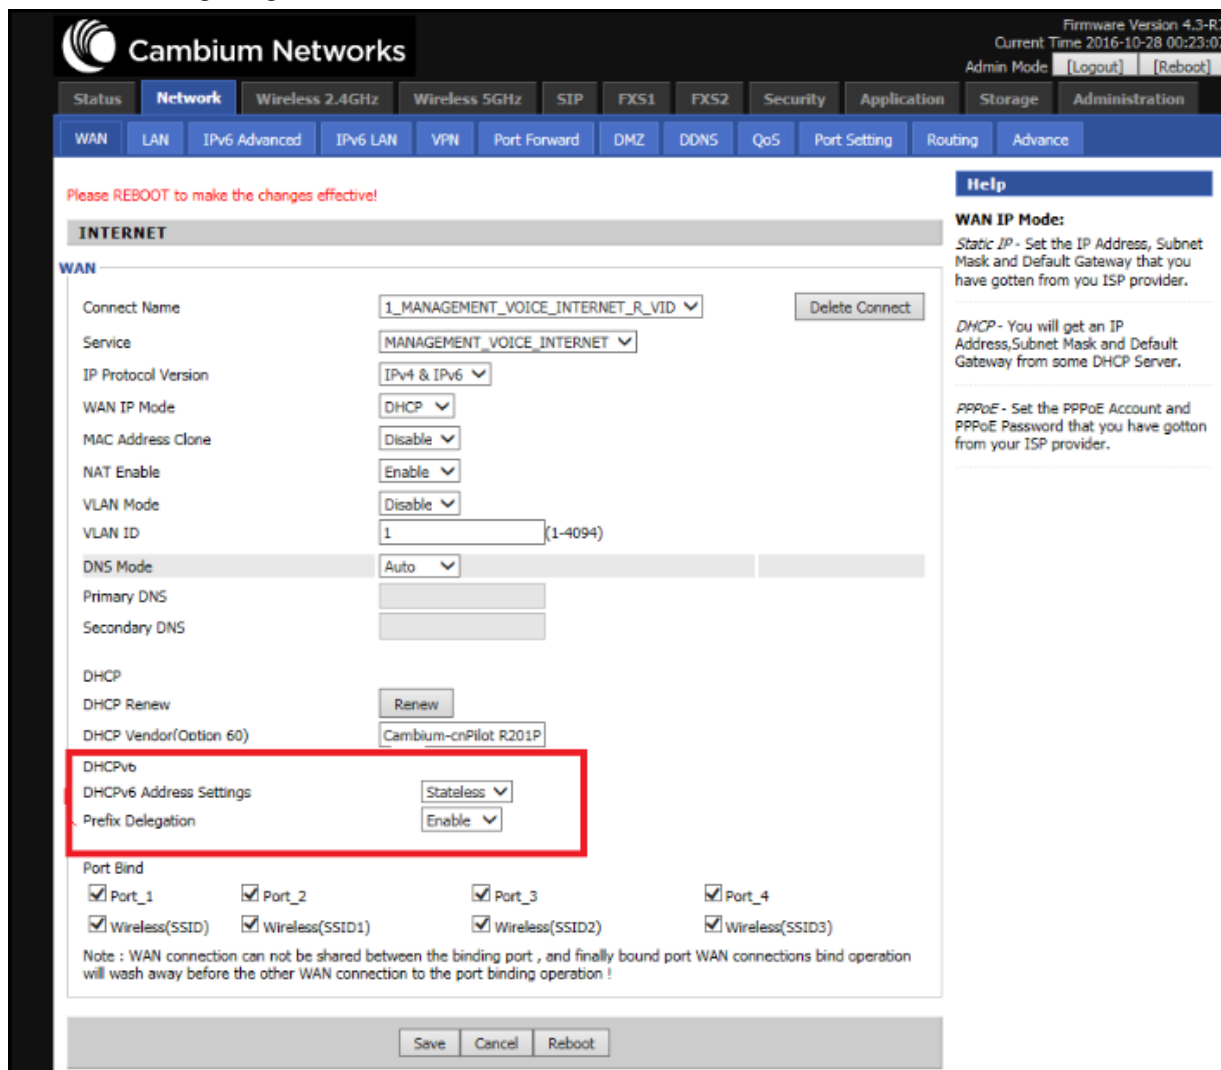 Cambium Networks
Firmware Version 4.3-R
Current Time 2016-10-28 00:23:0
Admin Mode [Logout] [Reboot]
Status Network Wireless 2.4GHz Wireless 5GHz SIP FXS1 FXS2 Security Application Storage Administration
WAN LAN IPv6 Advanced IPv6 LAN VPN Port Forward DMZ DDNS QoS Port Setting Routing Advance
Please REBOOT to make the changes effective!
INTERNET
WAN
Connect Name 1_MANAGEMENT_VOICE_INTERNET_R_VID Delete Connect
Service MANAGEMENT_VOICE_INTERNET
IP Protocol Version IPv4 & IPv6
WAN IP Mode DHCP
MAC Address Clone Disable
NAT Enable Enable
VLAN Mode Disable
VLAN ID 1 (1-4094)
DNS Mode Auto
Primary DNS
Secondary DNS
DHCP
DHCP Renew Renew
DHCP Vendor(Option 60) Cambium-cnPilot R201P
DHCPv6
DHCPv6 Address Settings Stateless
Prefix Delegation Enable
Port Bind
Port_1 Port_2 Port_3 Port_4
Wireless(SSID) Wireless(SSID1) Wireless(SSID2) Wireless(SSID3)
Note : WAN connection can not be shared between the binding port , and finally bound port WAN connections bind operation
will wash away before the other WAN connection to the port binding operation !
Save Cancel Reboot
Help
WAN IP Mode:
Static IP - Set the IP Address, Subnet
Mask and Default Gateway that you
have gotten from you ISP provider.
DHCP - You will get an IP
Address,Subnet Mask and Default
Gateway from some DHCP Server.
PPPoE - Set the PPPoE Account and
PPPoE Password that you have gotton
from your ISP provider.